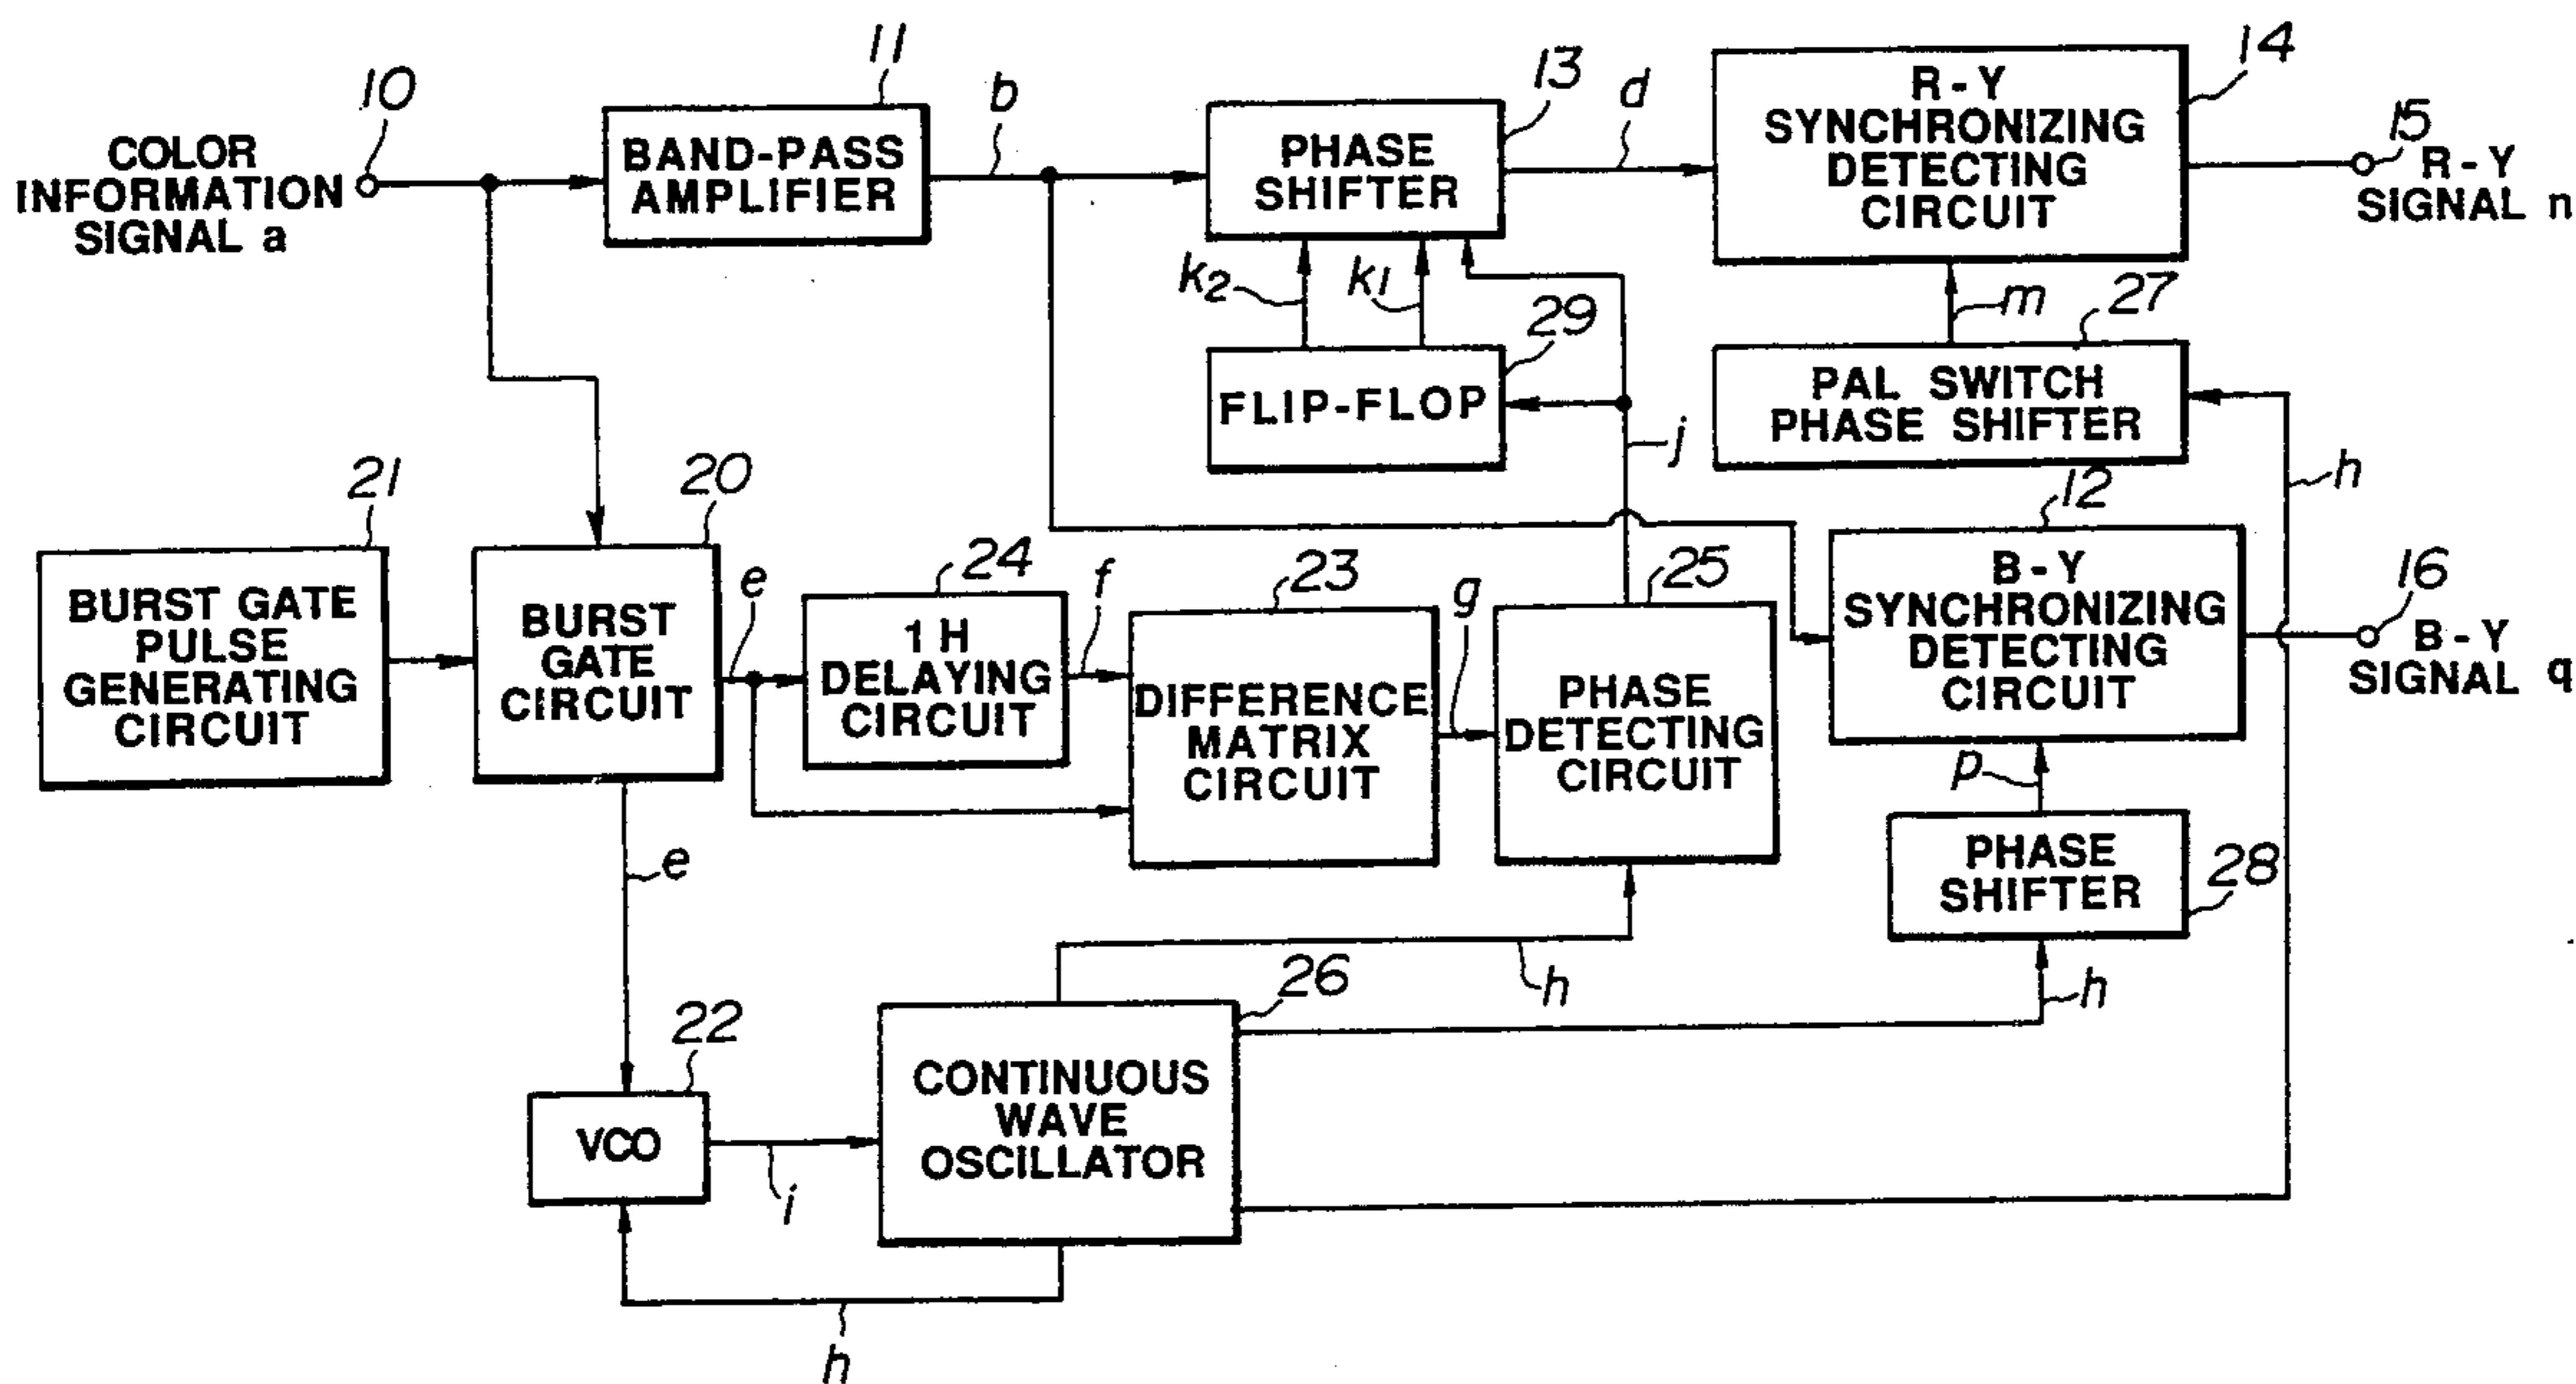 11
10
b
13
d
14
COLOR
INFORMATION
SIGNAL a
BAND-PASS
AMPLIFIER
PHASE
SHIFTER
R-Y
SYNCHRONIZING
DETECTING
CIRCUIT
15
R-Y
SIGNAL n
k2
k1
29
m
27
FLIP-FLOP
PAL SWITCH
PHASE SHIFTER
j
h
21
20
12
BURST GATE
PULSE
GENERATING
CIRCUIT
BURST
GATE
CIRCUIT
e
24
1H
DELAYING
CIRCUIT
f
23
DIFFERENCE
MATRIX
CIRCUIT
g
25
PHASE
DETECTING
CIRCUIT
B-Y
SYNCHRONIZING
DETECTING
CIRCUIT
16
B-Y
SIGNAL q
p
e
PHASE
SHIFTER
28
h
h
26
22
VCO
i
CONTINUOUS
WAVE
OSCILLATOR
h